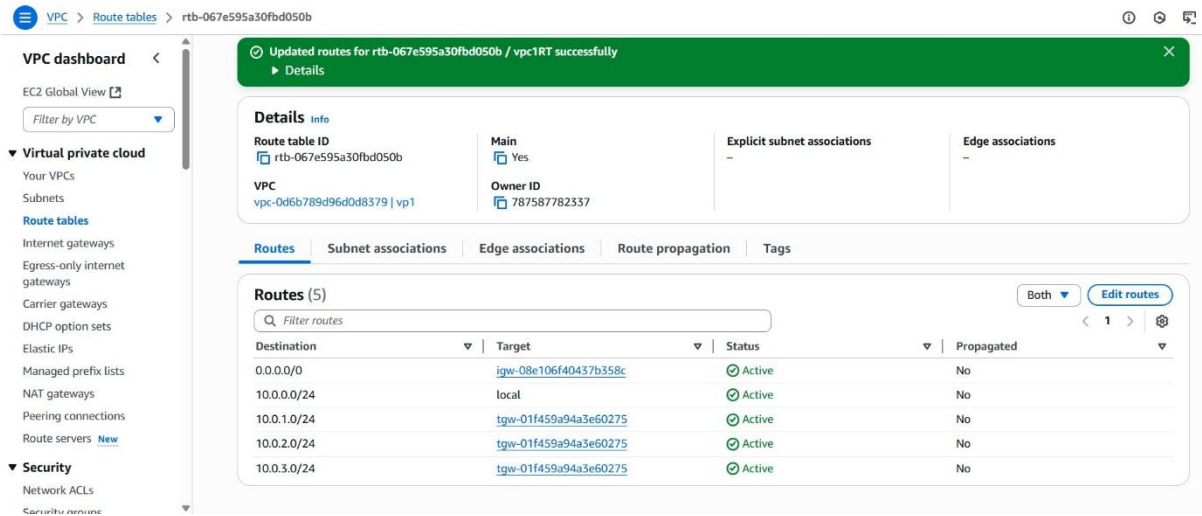 VPC > Route tables > rtb-067e595a30fbd050b
VPC dashboard
EC2 Global View
Filter by VPC
Virtual private cloud
Your VPCs
Subnets
Route tables
Internet gateways
Egress-only internet
gateways
Carrier gateways
DHCP option sets
Elastic IPs
Managed prefix lists
NAT gateways
Peering connections
Route servers New
Security
Network ACLs
Security groups
Updated routes for rtb-067e595a30fbd050b / vpc1RT successfully
Details
Details Info
Route table ID
rtb-067e595a30fbd050b
Main
Yes
Explicit subnet associations
–
Edge associations
–
VPC
vpc-0d6b789d96d0d8379 | vp1
Owner ID
787587782337
Routes Subnet associations Edge associations Route propagation Tags
Routes (5)
Both Edit routes
Filter routes
1
Destination Target Status Propagated
0.0.0.0/0 igw-08e106f40437b358c Active No
10.0.0.0/24 local Active No
10.0.1.0/24 tgw-01f459a94a3e60275 Active No
10.0.2.0/24 tgw-01f459a94a3e60275 Active No
10.0.3.0/24 tgw-01f459a94a3e60275 Active No